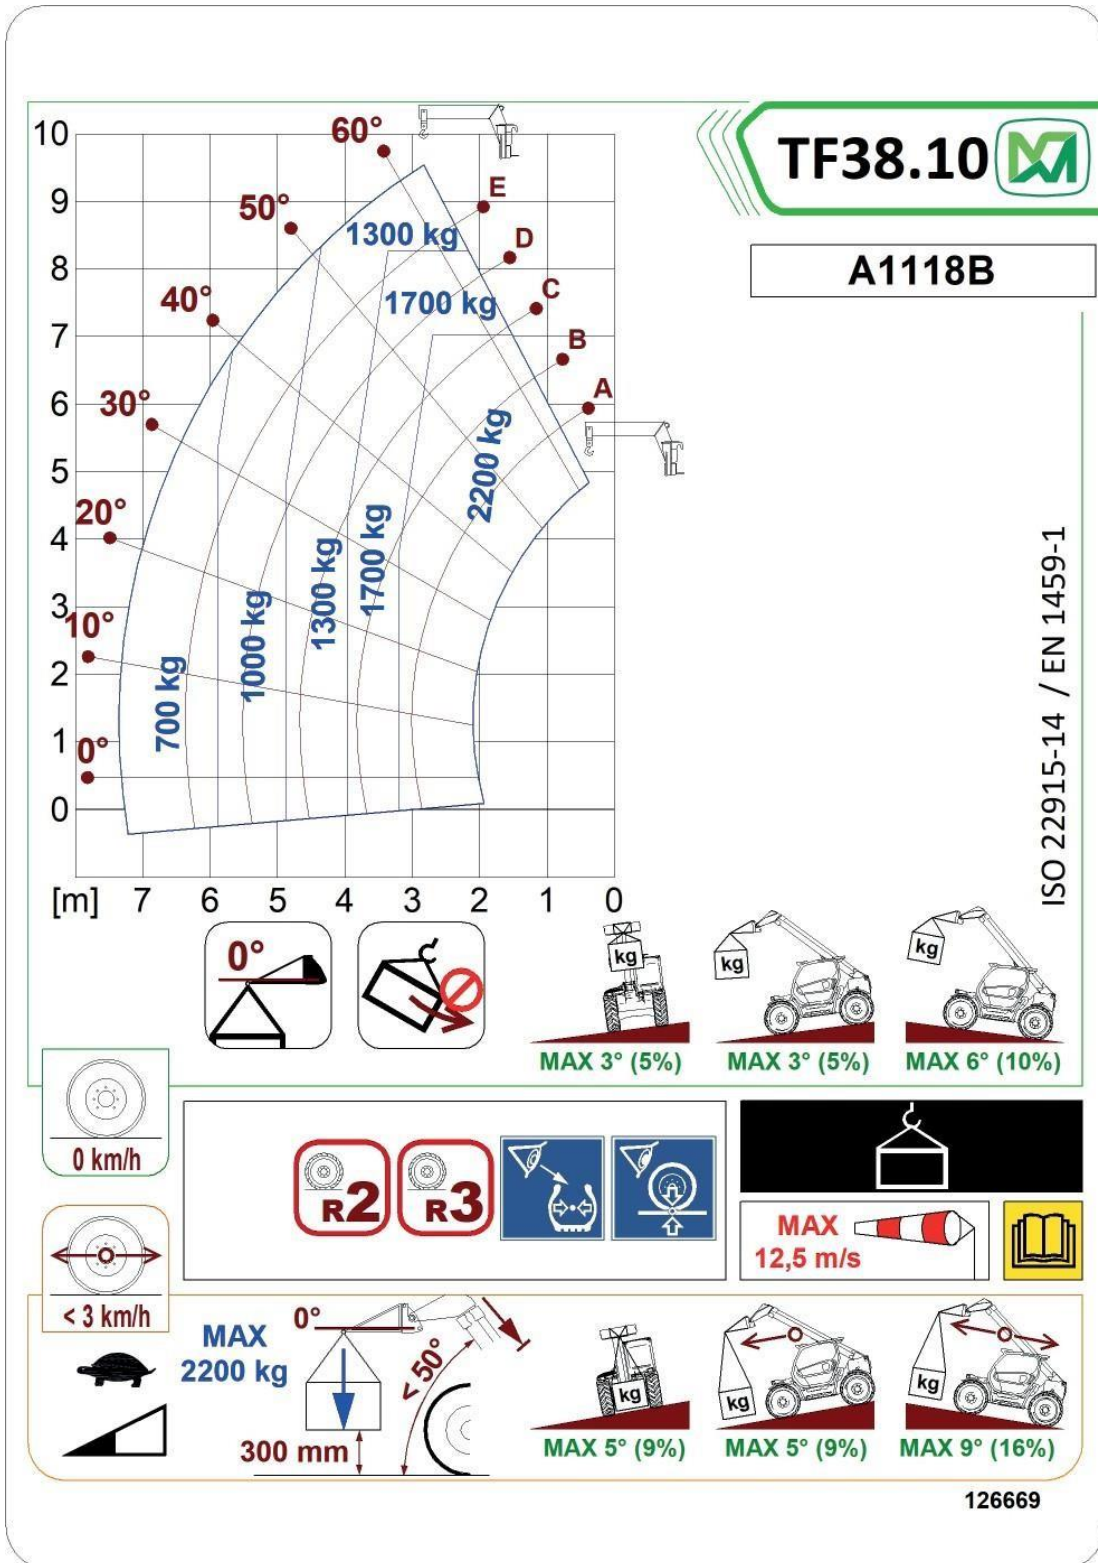 TF38.10
A1118B
10
9
8
7
6
5
4
3
2
1
0
60°
50°
40°
30°
20°
10°
0°
E
D
C
B
A
1300 kg
1700 kg
2200 kg
1700 kg
1300 kg
1000 kg
700 kg
[m] 7 6 5 4 3 2 1 0
ISO 22915-14 / EN 1459-1
0°
kg
kg
kg
MAX 3° (5%)
MAX 3° (5%)
MAX 6° (10%)
0 km/h
R2
R3
MAX
12,5 m/s
< 3 km/h
MAX
2200 kg
0°
< 50°
300 mm
kg
kg
kg
MAX 5° (9%)
MAX 5° (9%)
MAX 9° (16%)
126669